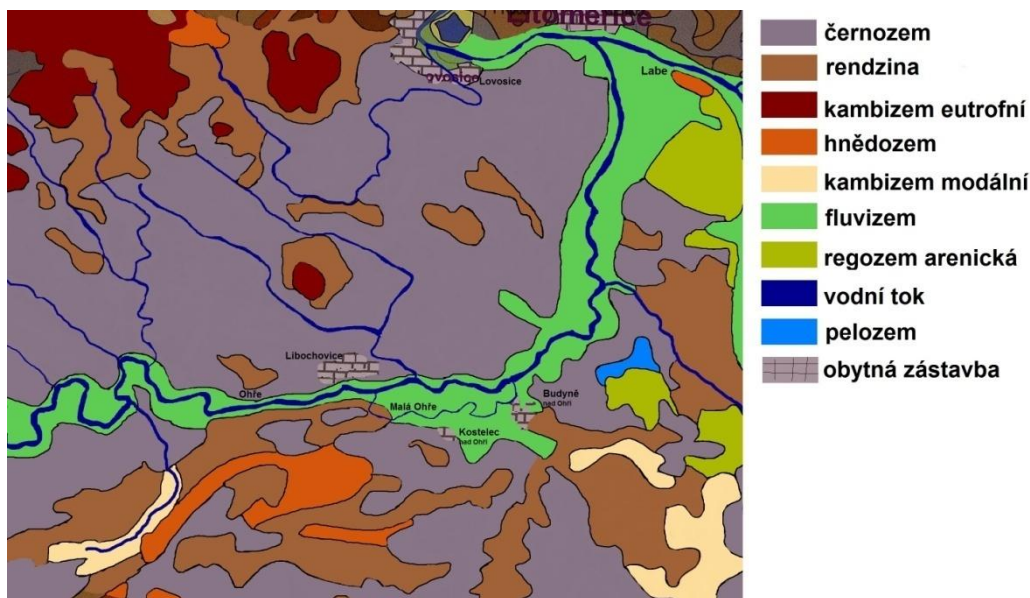 Litoměřice
Lovosice
Lovosice
Labe
Libochovice
Ohře
Malá Ohře
Budyně
nad Ohří
Kostelec
nad Ohří
černozem
rendzina
kambizem eutrofní
hnědozem
kambizem modální
fluvizem
regozem arenická
vodní tok
pelozem
obytná zástavba